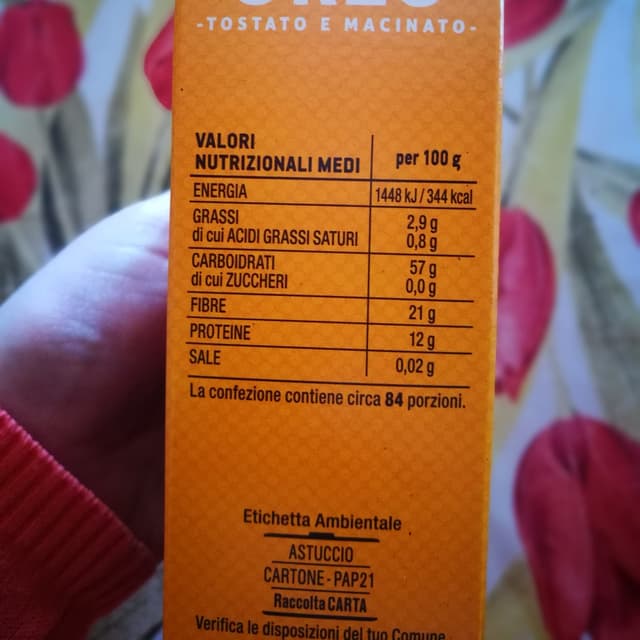 ORZO
-TOSTATO E MACINATO-
VALORI
NUTRIZIONALI MEDI per 100 g
ENERGIA 1448 kJ / 344 kcal
GRASSI 2,9 g
di cui ACIDI GRASSI SATURI 0,8 g
CARBOIDRATI 57 g
di cui ZUCCHERI 0,0 g
FIBRE 21 g
PROTEINE 12 g
SALE 0,02 g
La confezione contiene circa 84 porzioni.
Etichetta Ambientale
ASTUCCIO
CARTONE - PAP21
Raccolta CARTA
Verifica le disposizioni del tuo Comune